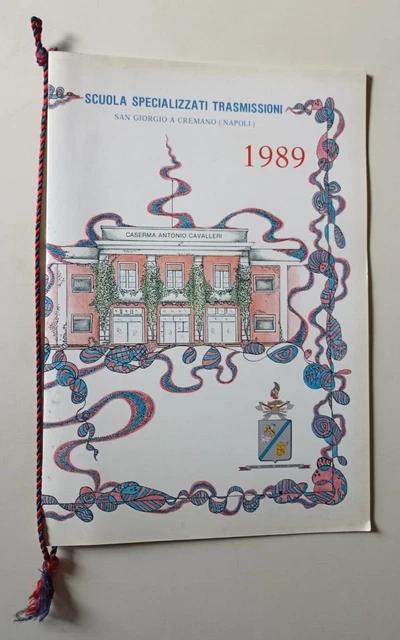 SCUOLA SPECIALIZZATI TRASMISSIONI
SAN GIORGIO A CREMANO ( NAPOLI )
1989
CASERMA ANTONIO CAVALLERI